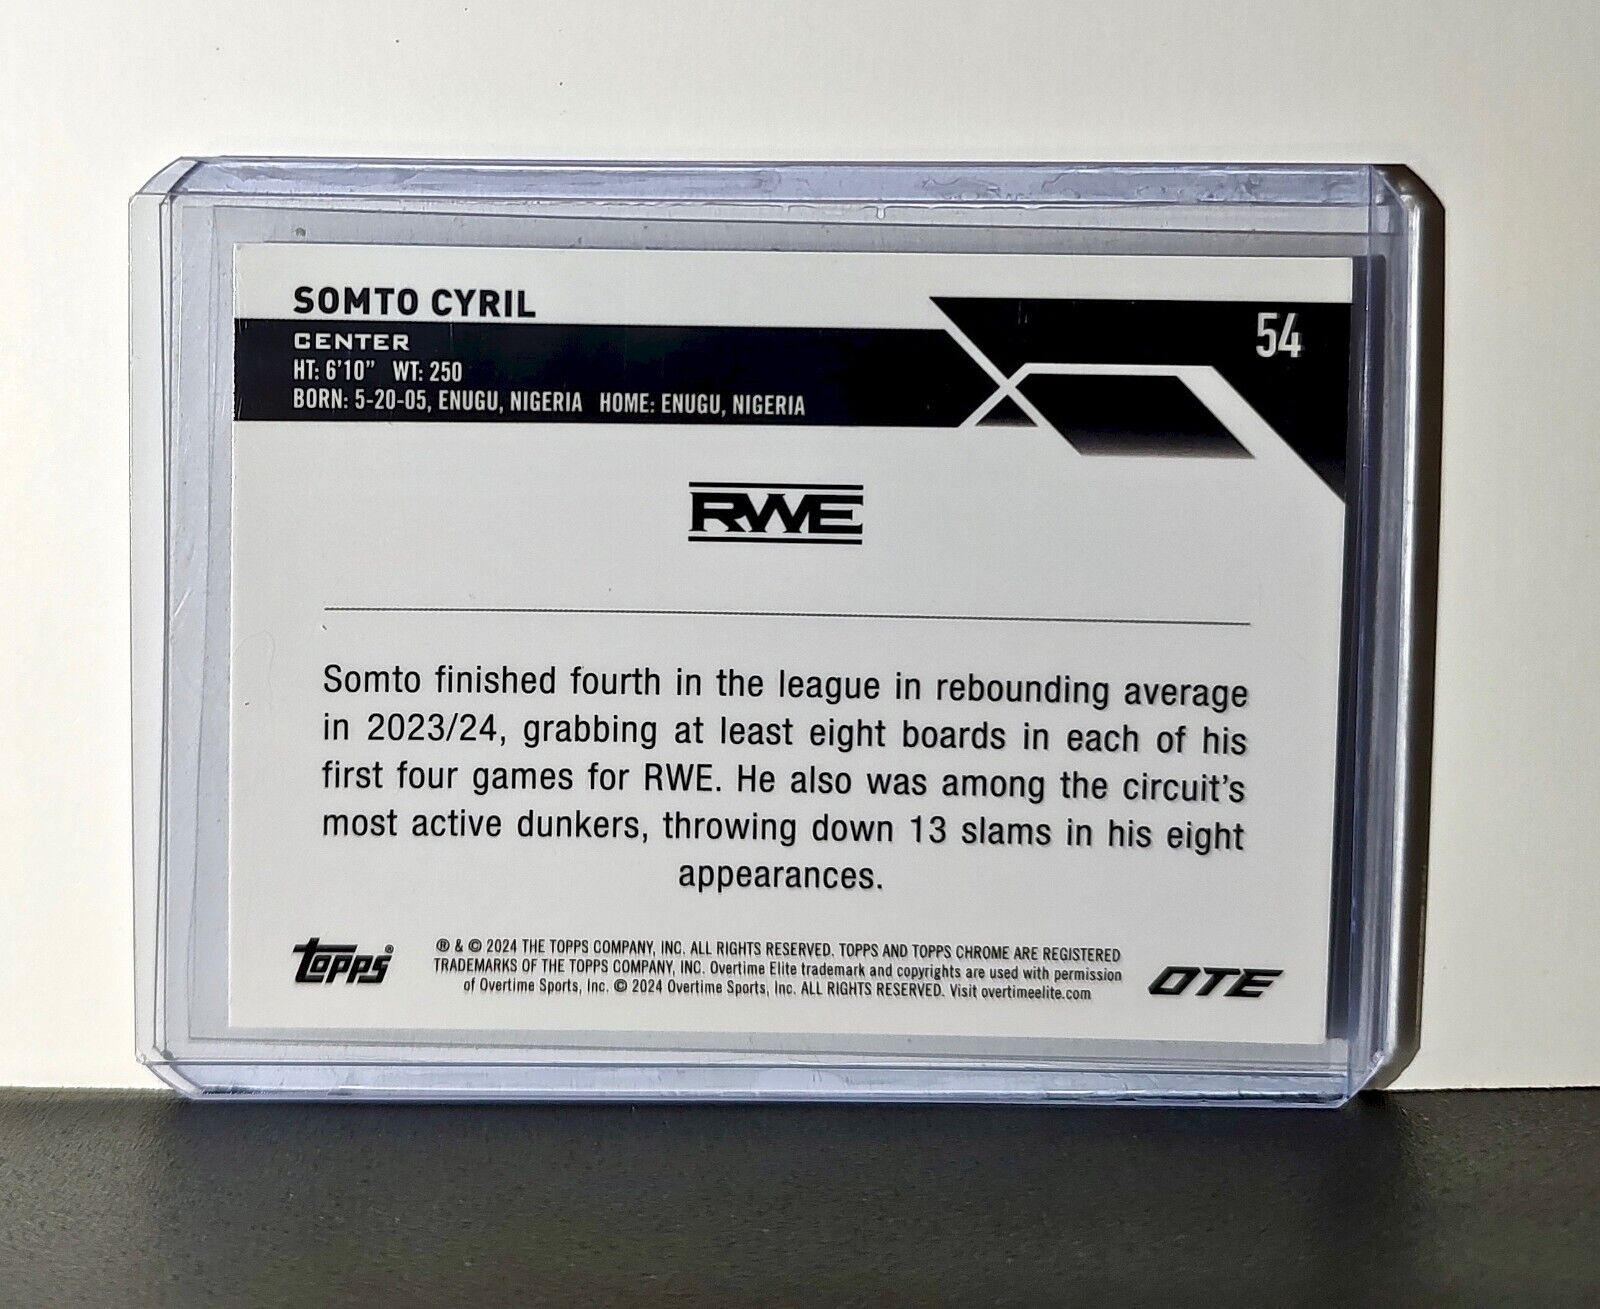 SOMTO CYRIL
54
CENTER
HT: 6'10" WT: 250
BORN: 5-20-05, ENUGU, NIGERIA HOME: ENUGU, NIGERIA
RWE
Somto finished fourth in the league in rebounding average
in 2023/24, grabbing at least eight boards in each of his
first four games for RWE. He also was among the circuit's
most active dunkers, throwing down 13 slams in his eight
appearances.
Topps®
® & © 2024 THE TOPPS COMPANY, INC. ALL RIGHTS RESERVED. TOPPS AND TOPPS CHROME ARE REGISTERED
TRADEMARKS OF THE TOPPS COMPANY, INC. Overtime Elite trademark and copyrights are used with permission
of Overtime Sports, Inc. © 2024 Overtime Sports, Inc. ALL RIGHTS RESERVED. Visit overtimeelite.com
OTE